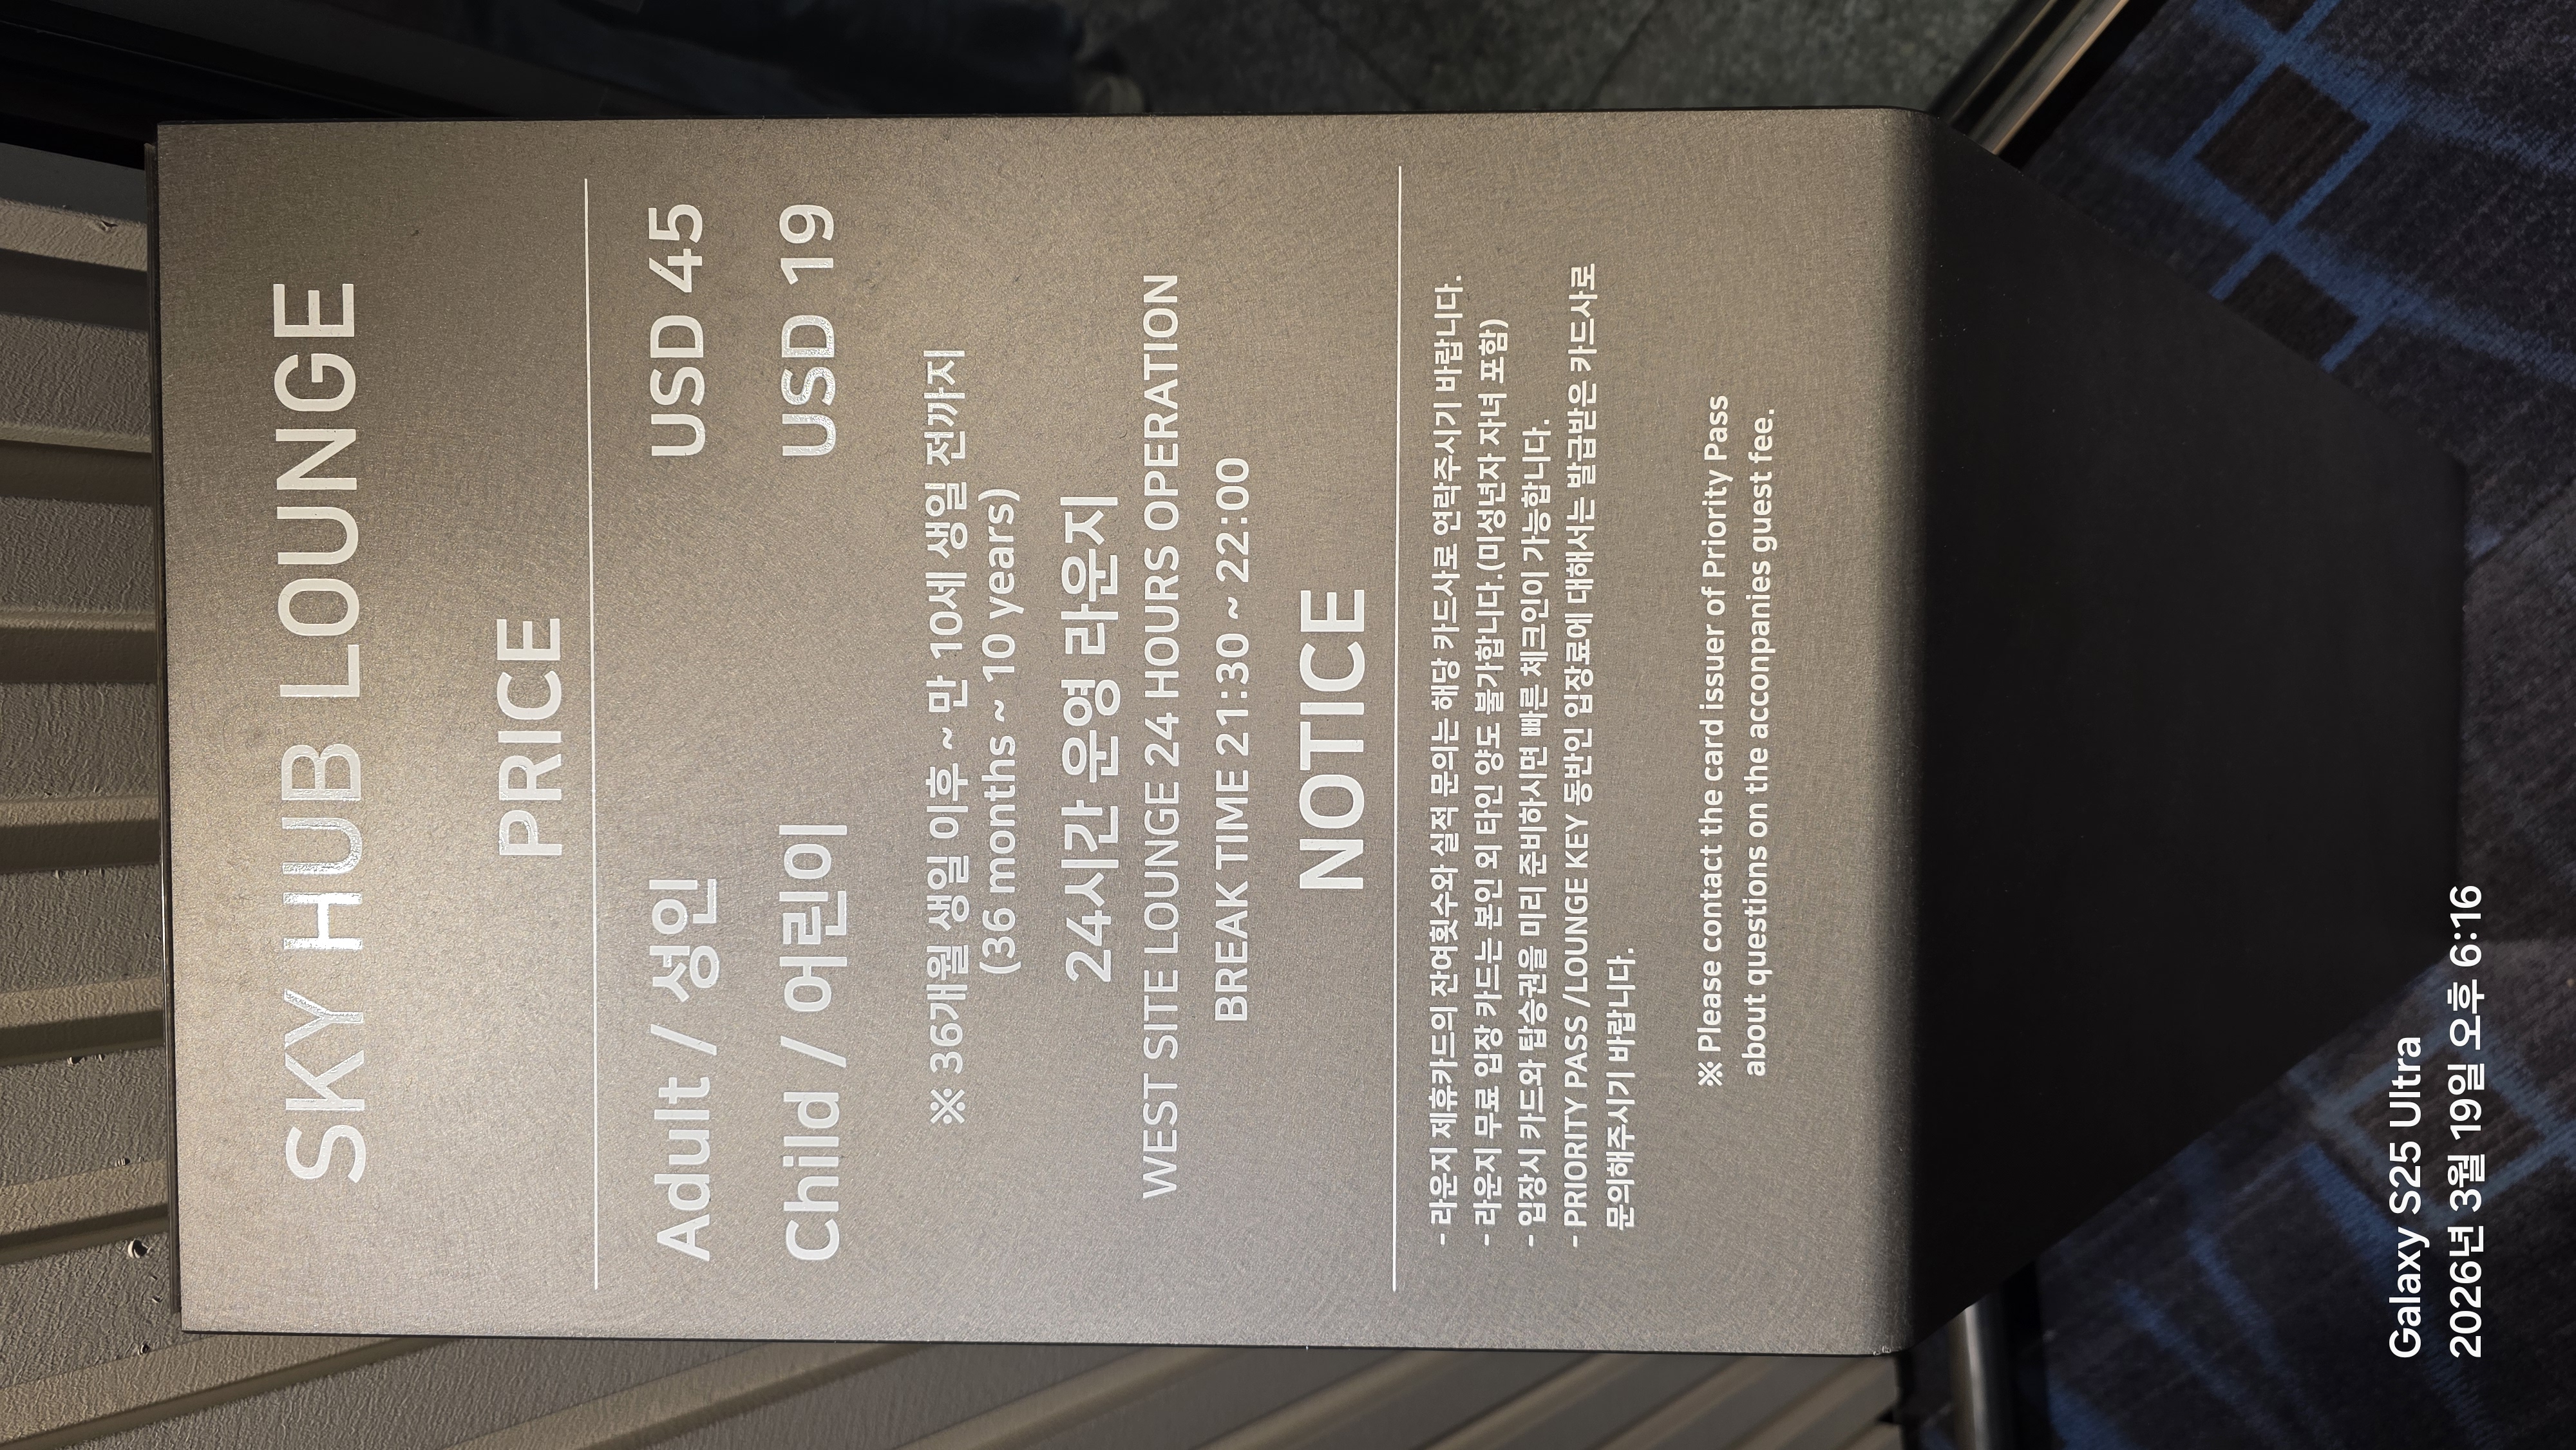 SKY HUB LOUNGE
PRICE
Adult / 성인 USD 45
Child / 어린이 USD 19
※ 36개월 생일 이후 ~ 만 10세 생일 전까지
(36 months ~ 10 years)
24시간 운영 라운지
WEST SITE LOUNGE 24 HOURS OPERATION
BREAK TIME 21:30 ~ 22:00
NOTICE
- 라운지 제휴카드의 잔여횟수와 실적 문의는 해당 카드사로 연락주시기 바랍니다.
- 라운지 무료 입장 카드는 본인 외 타인 양도 불가합니다.(미성년자 자녀 포함)
- 입장시 카드와 탑승권을 미리 준비하시면 빠른 체크인이 가능합니다.
- PRIORITY PASS /LOUNGE KEY 동반인 입장료에 대해서는 발급받은 카드사로
문의해주시기 바랍니다.
※ Please contact the card issuer of Priority Pass
about questions on the accompanies guest fee.
Galaxy S25 Ultra
2026년 3월 19일 오후 6:16